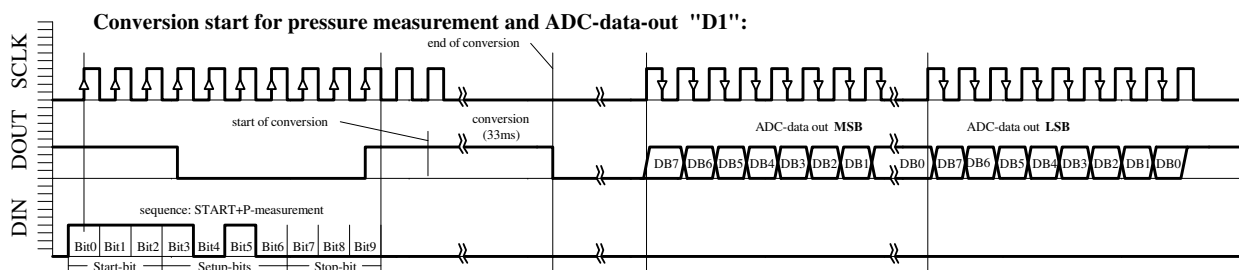 Conversion start for pressure measurement and ADC-data-out "D1":
end of conversion
SCLK
start of conversion
conversion
(33ms)
ADC-data out MSB
ADC-data out LSB
DOUT
DB7 DB6 DB5 DB4 DB3 DB2 DB1 DB0 DB7 DB6 DB5 DB4 DB3 DB2 DB1 DB0
sequence: START+P-measurement
DIN
Bit0 Bit1 Bit2 Bit3 Bit4 Bit5 Bit6 Bit7 Bit8 Bit9
Start-bit Setup-bits Stop-bit